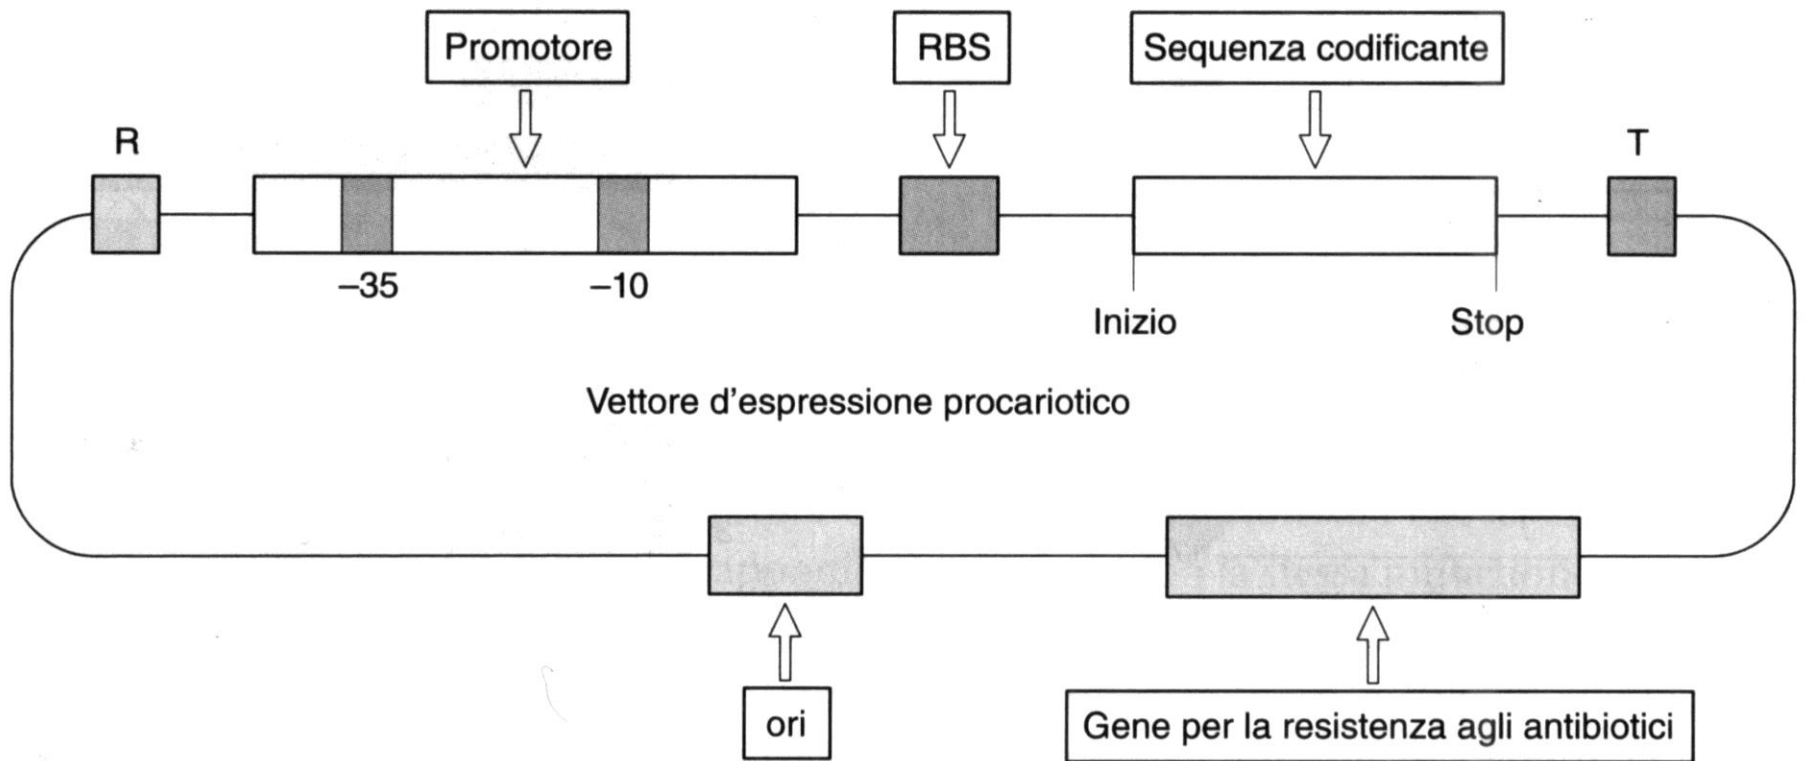 Promotore
RBS
Sequenza codificante
R
T
–35
–10
Inizio
Stop
Vettore d'espressione procariotico
ori
Gene per la resistenza agli antibiotici